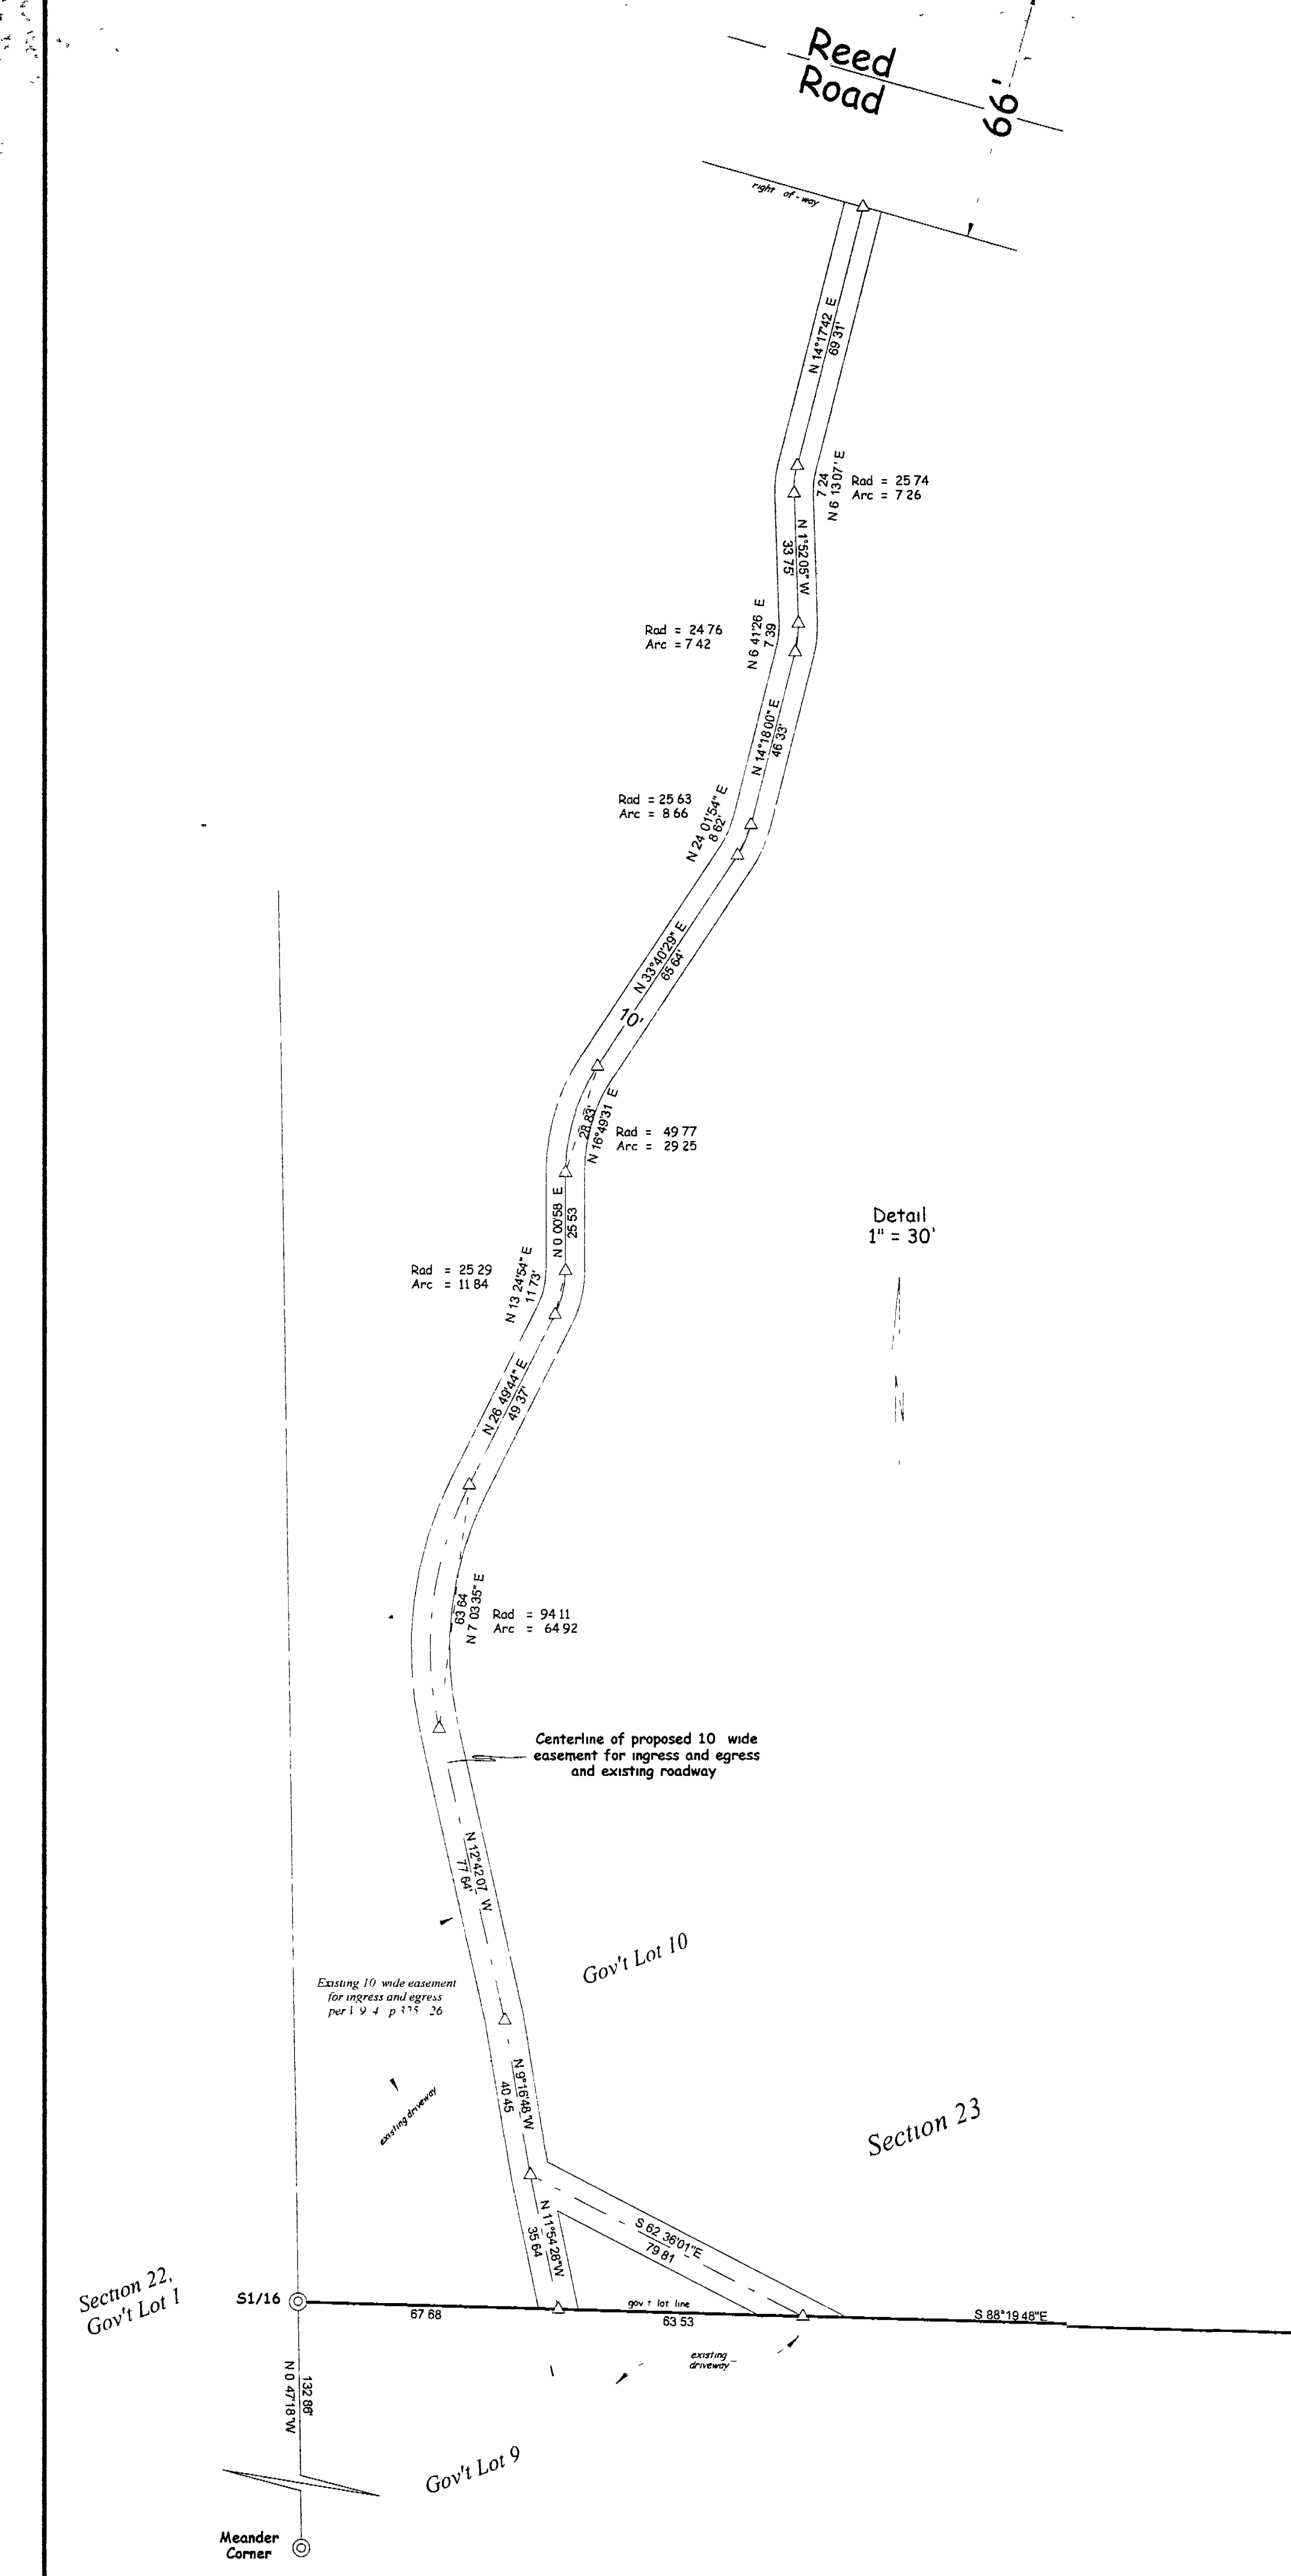 Reed
Road
66'
right of-way
N 14°17'42 E
69 31'
7 24
N 6 13'07' E
Rad = 25 74
Arc = 7 26
N 1°52 05" W
33 75'
Rad = 24 76
Arc = 7 42
N 6 41'26 E
7 39
N 14°18 00" E
46 33'
Rad = 25 63
Arc = 8 66
N 24 01'54" E
8 62'
N 33°40'29" E
65 64'
10'
28.83'
N 16°49'31 E
Rad = 49 77
Arc = 29 25
N 0 00'58 E
25 53
Detail
1" = 30'
Rad = 25 29
Arc = 11 84
N 13 24'54" E
11 73'
N 26 49'44" E
49 37'
63 64
N 7 03 35" E
Rad = 94 11
Arc = 64 92
Centerline of proposed 10 wide
easement for ingress and egress
and existing roadway
N 12°42 07 W
77 64'
Gov't Lot 10
Existing 10 wide easement
for ingress and egress
per
N 9°16'48"W
40 45
existing driveway
Section 23
N 11°54 26"W
35 64
S 62 36'01"E
79 81
Section 22,
Gov't Lot 1
S1/16
67 68
gov t lot line
63 53
S 88°19 48"E
existing
driveway
132 86'
N 0 47'18"W
Gov't Lot 9
Meander
Corner